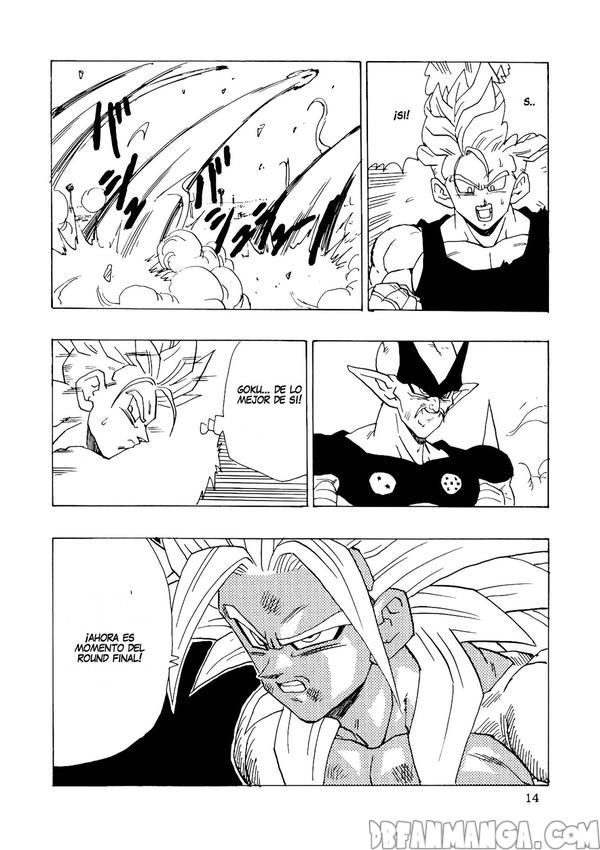 S..
¡SI!
GOKU... DE LO
MEJOR DE SI!
¡AHORA ES
MOMENTO DEL
ROUND FINAL!
14
DBFANMANGA.COM